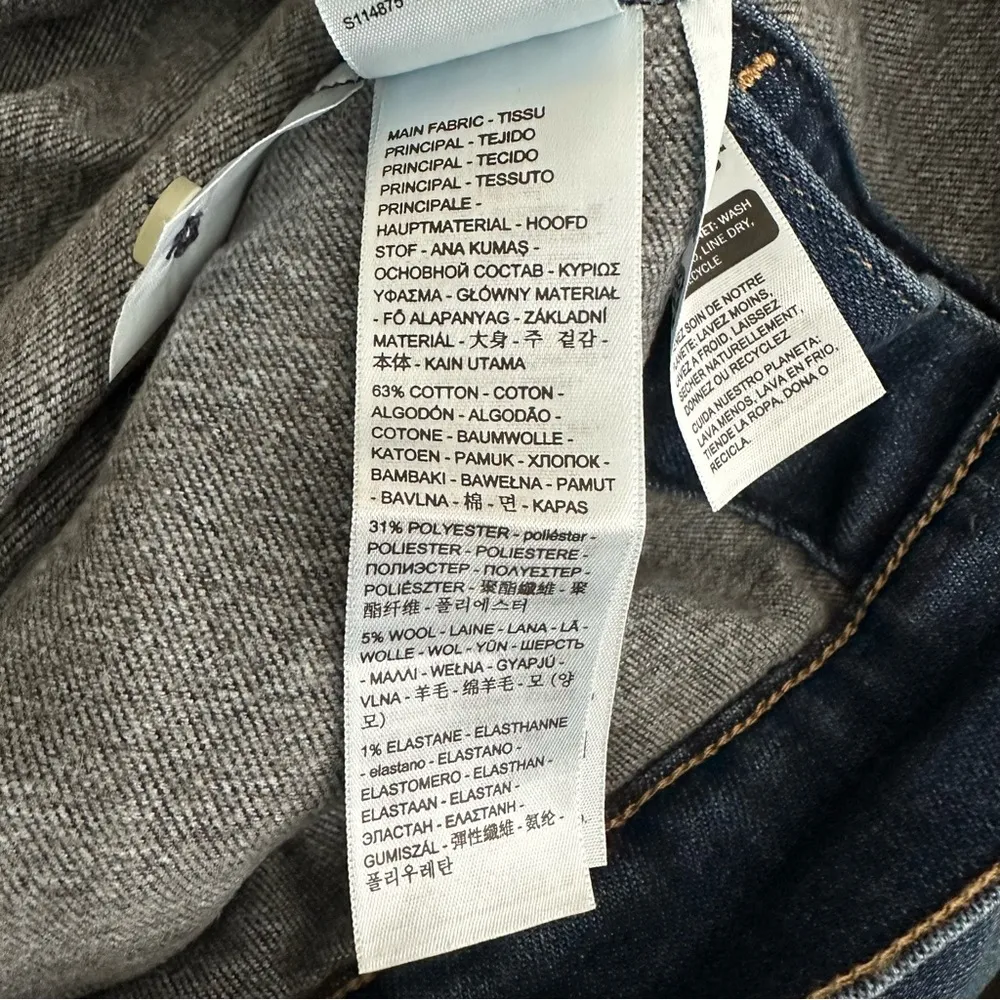 S114875
MAIN FABRIC - TISSU
PRINCIPAL - TEJIDO
PRINCIPAL - TECIDO
PRINCIPAL - TESSUTO
PRINCIPALE -
HAUPTMATERIAL - HOOFD
STOF - ANA KUMAŞ -
ОСНОВНОЙ СОСТАВ - ΚΥΡΙΩΣ
ΥΦΑΣΜΑ - GŁÓWNY MATERIAŁ
- FŐ ALAPANYAG - ZÁKLADNÍ
MATERIÁL - 大身 - 주 겉감 -
本体 - KAIN UTAMA
63% COTTON - COTON -
ALGODÓN - ALGODÃO -
COTONE - BAUMWOLLE -
KATOEN - PAMUK - ХЛОПОК -
BAMBAKI - BAWEŁNA - PAMUT
- BAVLNA - 棉 - 면 - KAPAS
31% POLYESTER - poliéster -
POLIESTER - POLIESTERE -
ПОЛИЭСТЕР - ΠΟΛΥΕΣΤΕΡ -
POLIÉSZTER - 聚酯纖維 - 聚
酯纤维 - 폴리에스터
5% WOOL - LAINE - LANA - LÃ -
WOLLE - WOL - YÜN - ШЕРСТЬ
- ΜΑΛΛΙ - WEŁNA - GYAPJÚ -
VLNA - 羊毛 - 绵羊毛 - 모 (양
모)
1% ELASTANE - ELASTHANNE
- elastano - ELASTANO -
ELASTOMERO - ELASTHAN -
ELASTAAN - ELASTAN -
ЭЛАСТАН - ΕΛΑΣΤΑΝΗ -
GUMISZÁL - 彈性纖維 - 氨纶 -
폴리우레탄
WASH
LINE DRY,
SOIN DE NOTRE
LAVEZ MOINS,
À FROID, LAISSEZ
SÉCHER NATURELLEMENT,
DONNEZ OU RECYCLEZ
CUIDA NUESTRO PLANETA:
LAVA MENOS, LAVA EN FRIO,
TIENDE LA ROPA, DONA O
RECICLA.